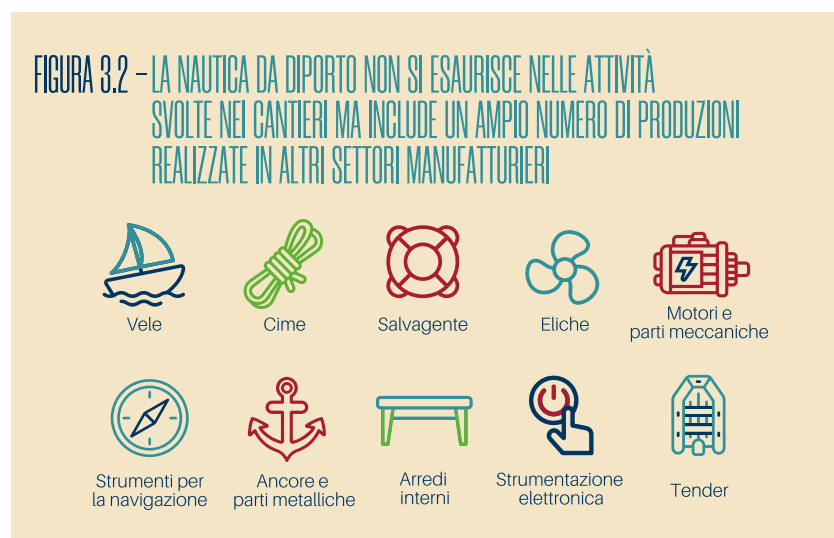 FIGURA 3.2 – LA NAUTICA DA DIPORTO NON SI ESAURISCE NELLE ATTIVITÀ
SVOLTE NEI CANTIERI MA INCLUDE UN AMPIO NUMERO DI PRODUZIONI
REALIZZATE IN ALTRI SETTORI MANUFATTURIERI
Vele
Cime
Salvagente
Eliche
Motori e
parti meccaniche
Strumenti per
la navigazione
Ancore e
parti metalliche
Arredi
interni
Strumentazione
elettronica
Tender